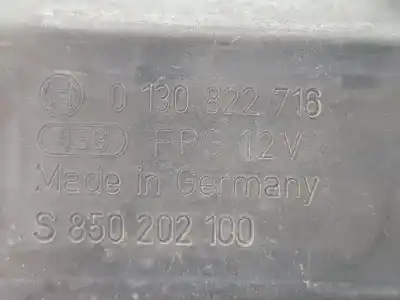 0 130 822 716
FPG 12V
Made in Germany
S 850 202 100